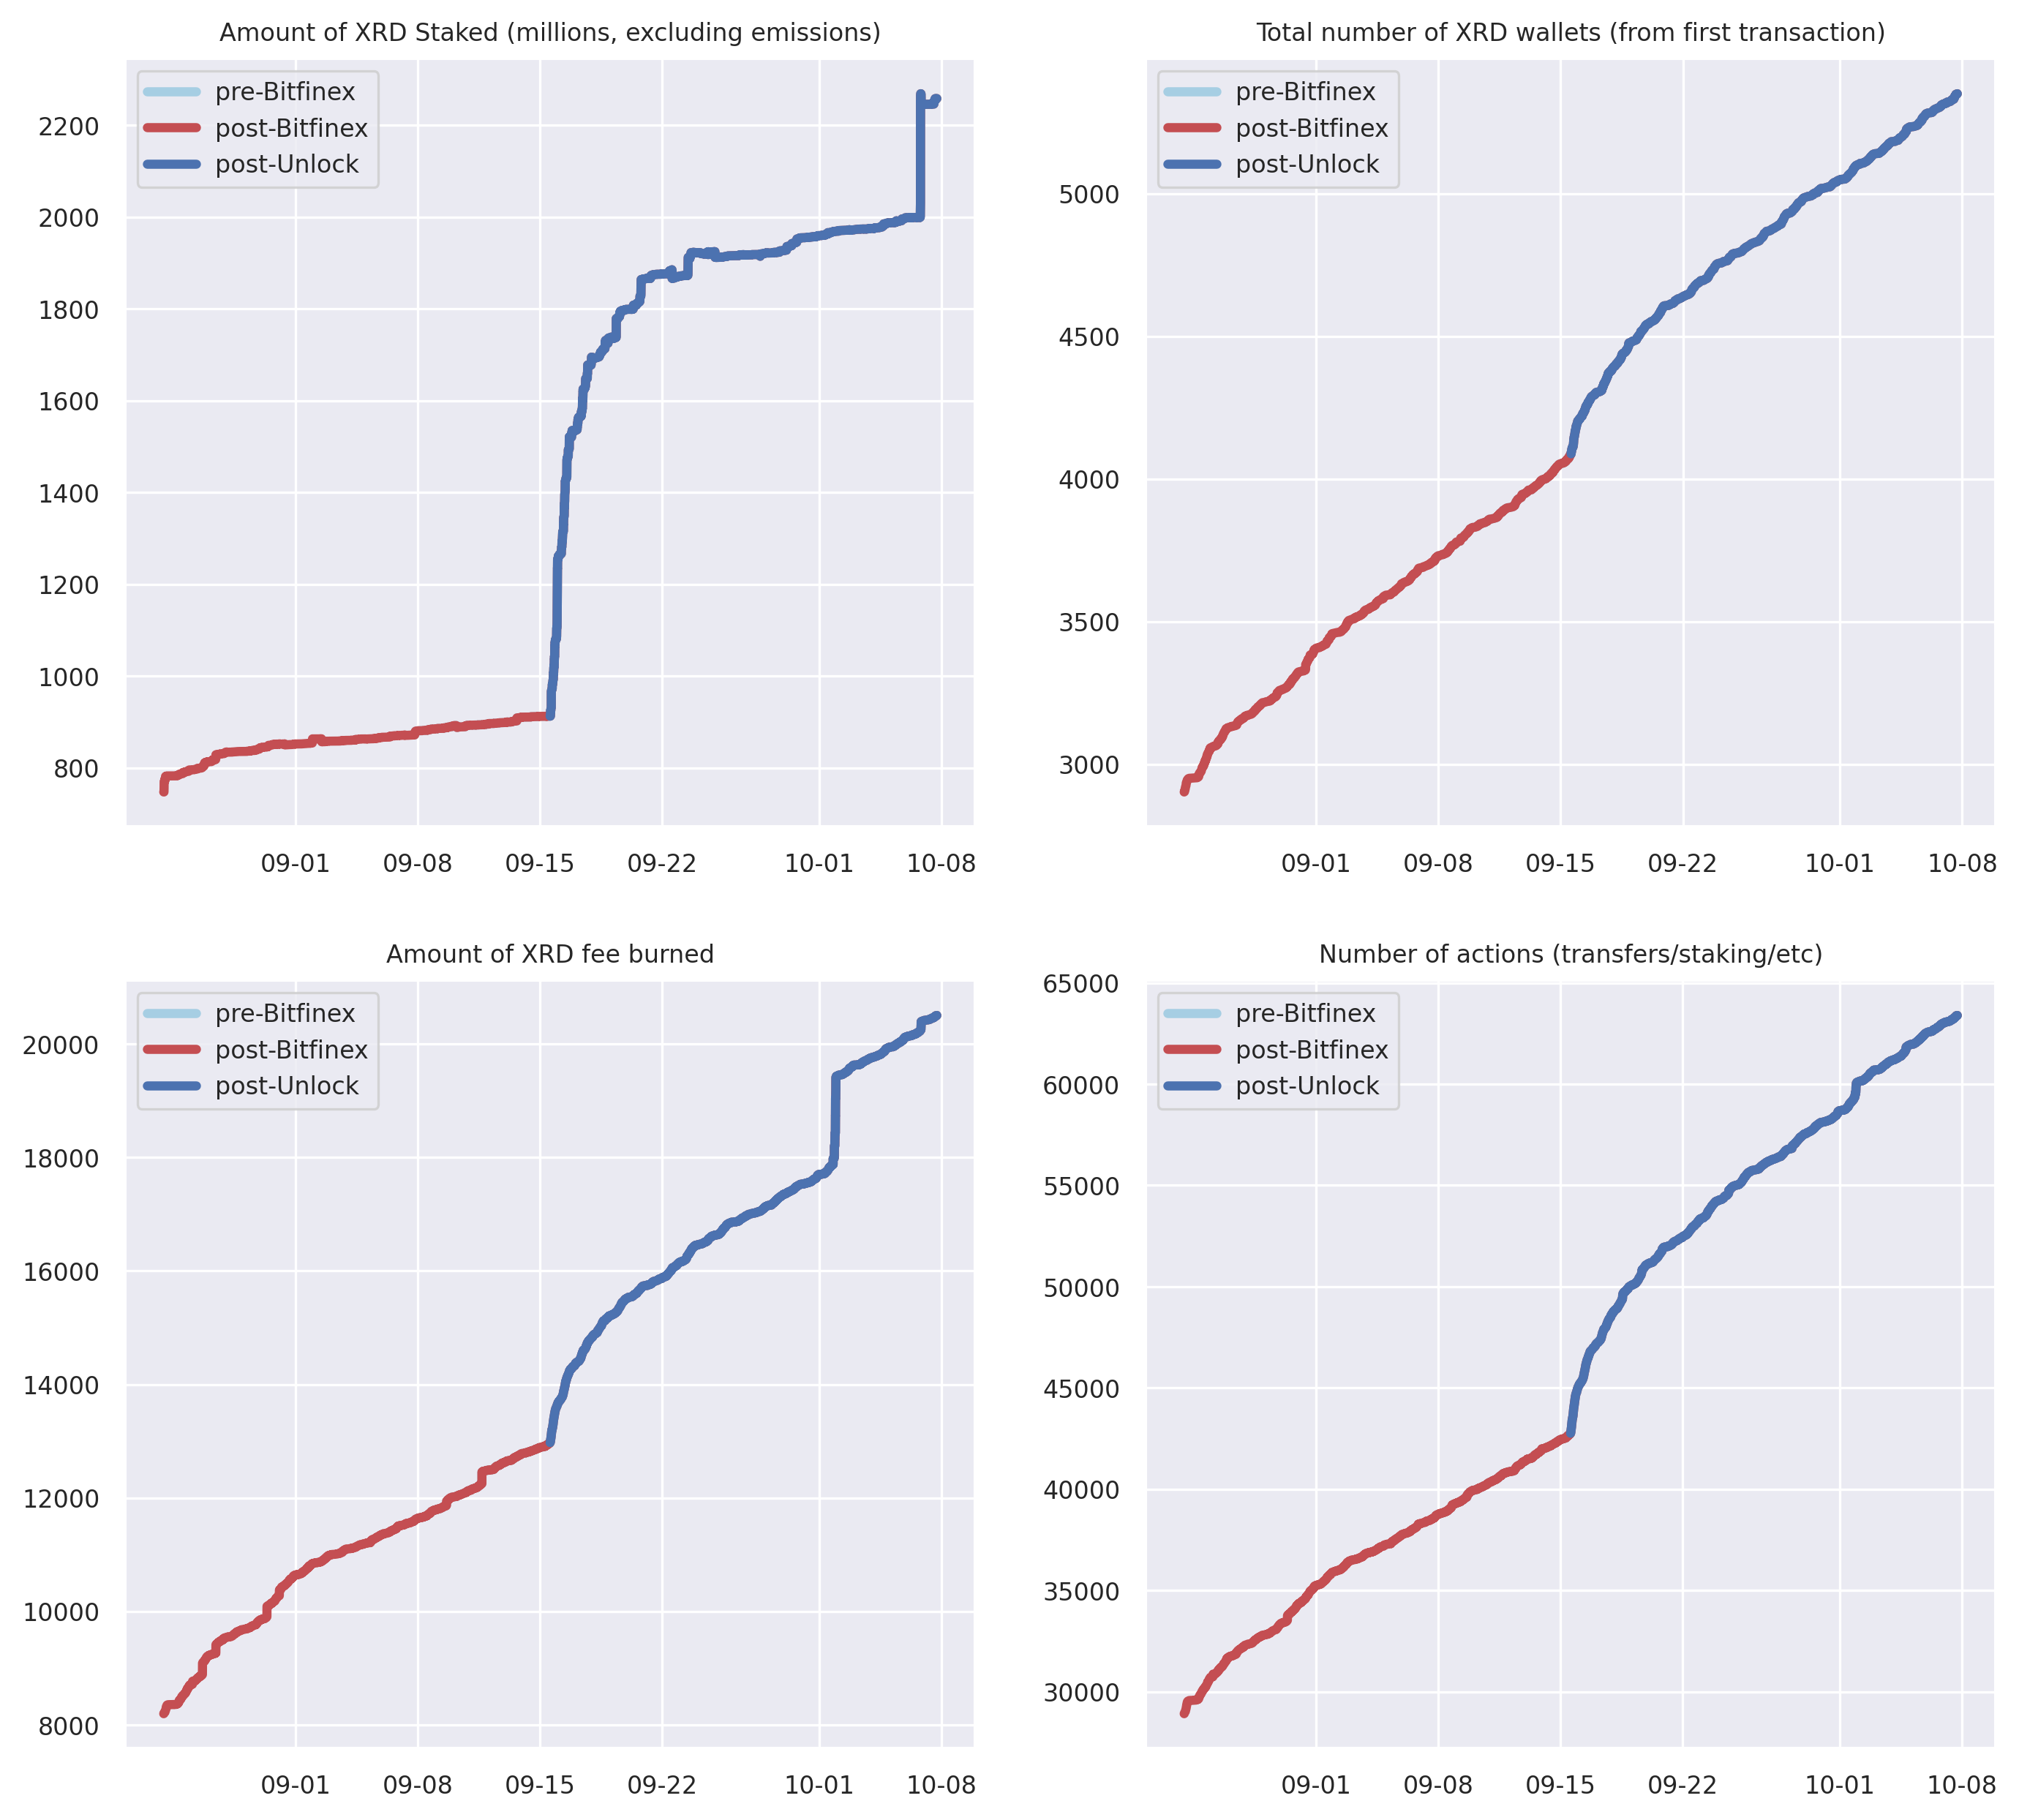 Amount of XRD Staked (millions, excluding emissions)
pre-Bitfinex
post-Bitfinex
post-Unlock
2200
2000
1800
1600
1400
1200
1000
800
09-01 09-08 09-15 09-22 10-01 10-08
Total number of XRD wallets (from first transaction)
pre-Bitfinex
post-Bitfinex
post-Unlock
5000
4500
4000
3500
3000
09-01 09-08 09-15 09-22 10-01 10-08
Amount of XRD fee burned
pre-Bitfinex
post-Bitfinex
post-Unlock
20000
18000
16000
14000
12000
10000
8000
09-01 09-08 09-15 09-22 10-01 10-08
Number of actions (transfers/staking/etc)
pre-Bitfinex
post-Bitfinex
post-Unlock
65000
60000
55000
50000
45000
40000
35000
30000
09-01 09-08 09-15 09-22 10-01 10-08